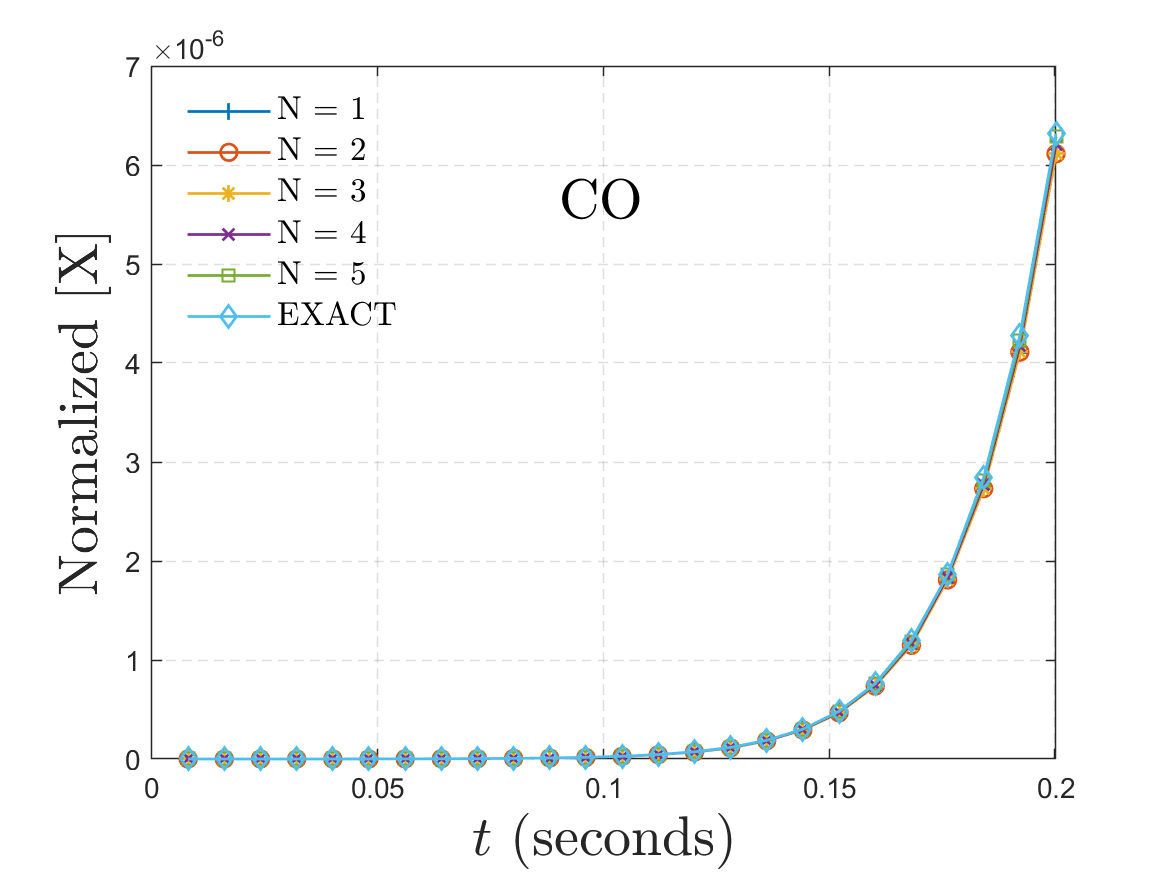 ×10-6
7
6
5
4
3
2
1
0
Normalized [X]
N = 1
N = 2
N = 3
N = 4
N = 5
EXACT
CO
0 0.05 0.1 0.15 0.2
t (seconds)